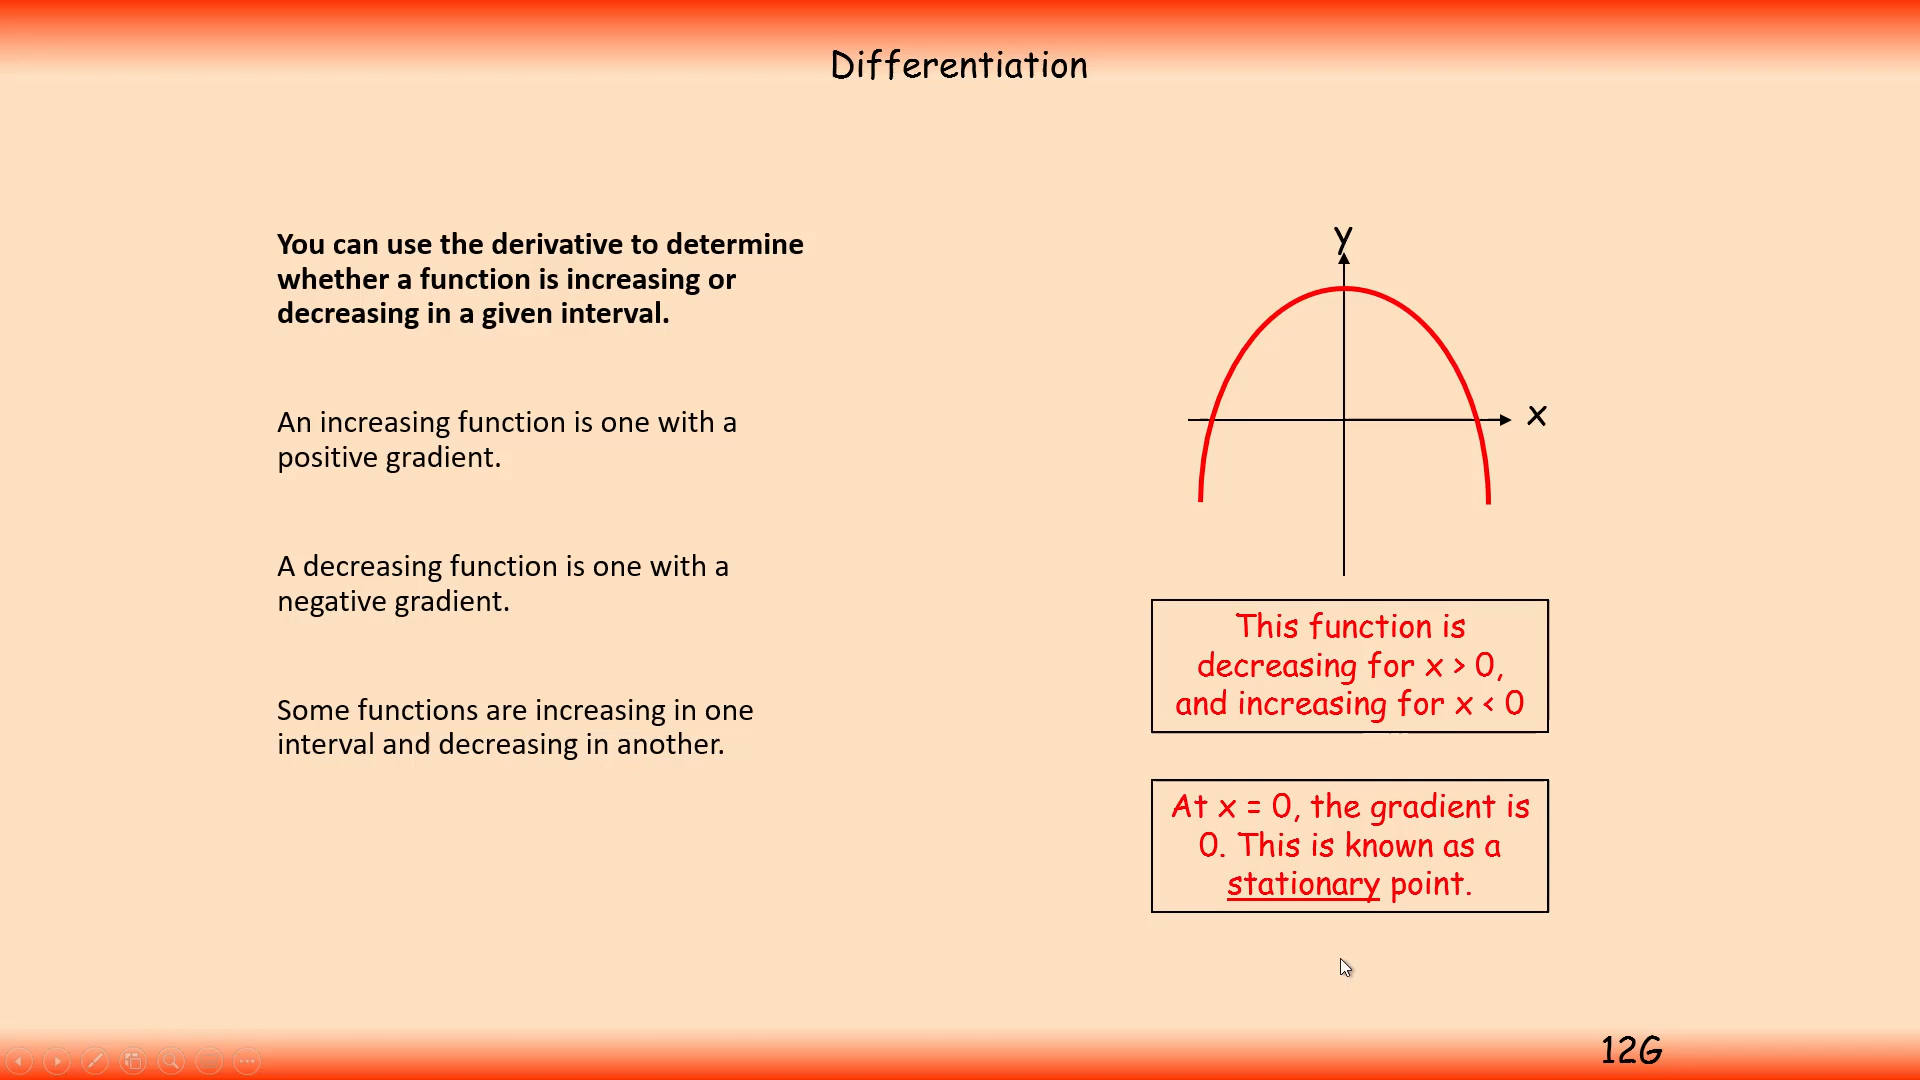 Differentiation
You can use the derivative to determine
whether a function is increasing or
decreasing in a given interval.
An increasing function is one with a
positive gradient.
A decreasing function is one with a
negative gradient.
Some functions are increasing in one
interval and decreasing in another.
y
x
This function is
decreasing for x > 0,
and increasing for x < 0
At x = 0, the gradient is
0. This is known as a
stationary point.
12G